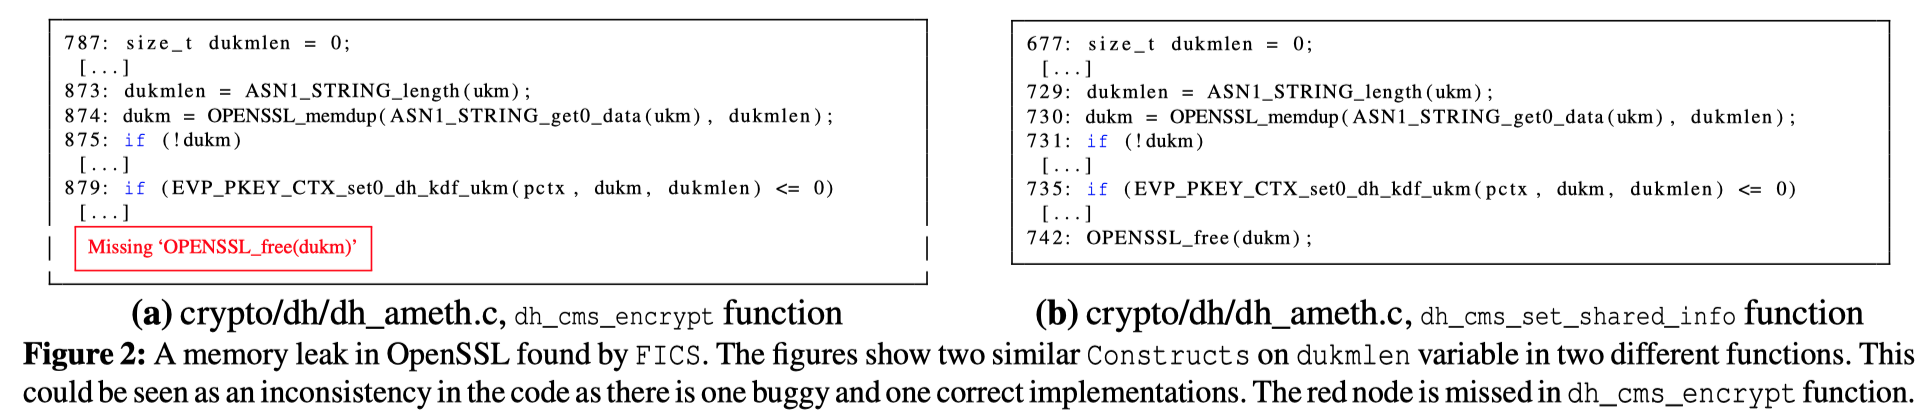 787: size_t dukmlen = 0;
[...]
873: dukmlen = ASN1_STRING_length(ukm);
874: dukm = OPENSSL_memdup(ASN1_STRING_get0_data(ukm), dukmlen);
875: if (!dukm)
[...]
879: if (EVP_PKEY_CTX_set0_dh_kdf_ukm(pctx, dukm, dukmlen) <= 0)
[...]
Missing ‘OPENSSL_free(dukm)’
(a) crypto/dh/dh_ameth.c, dh_cms_encrypt function
677: size_t dukmlen = 0;
[...]
729: dukmlen = ASN1_STRING_length(ukm);
730: dukm = OPENSSL_memdup(ASN1_STRING_get0_data(ukm), dukmlen);
731: if (!dukm)
[...]
735: if (EVP_PKEY_CTX_set0_dh_kdf_ukm(pctx, dukm, dukmlen) <= 0)
[...]
742: OPENSSL_free(dukm);
(b) crypto/dh/dh_ameth.c, dh_cms_set_shared_info function
Figure 2: A memory leak in OpenSSL found by FICS. The figures show two similar Constructs on dukmlen variable in two different functions. This
could be seen as an inconsistency in the code as there is one buggy and one correct implementations. The red node is missed in dh_cms_encrypt function.